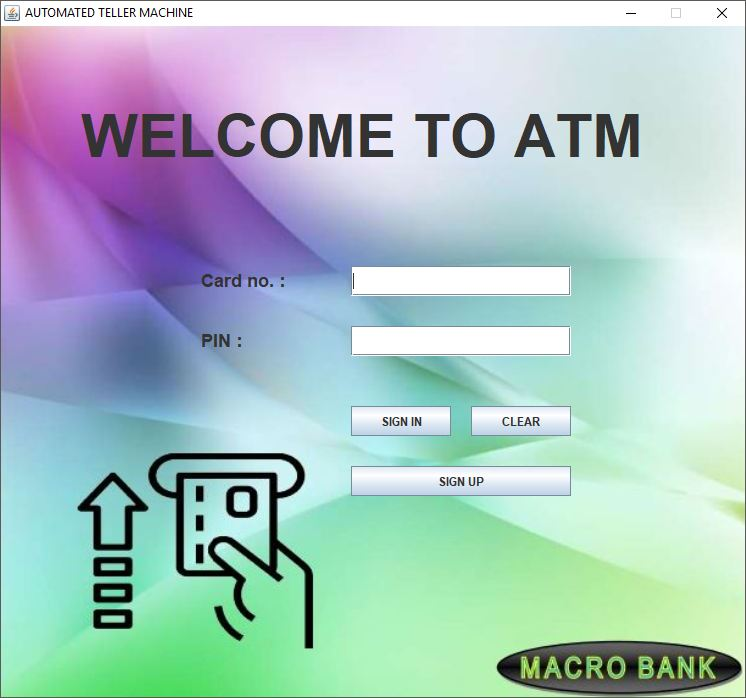 AUTOMATED TELLER MACHINE
WELCOME TO ATM
Card no. :
PIN :
SIGN IN
CLEAR
SIGN UP
MACRO BANK